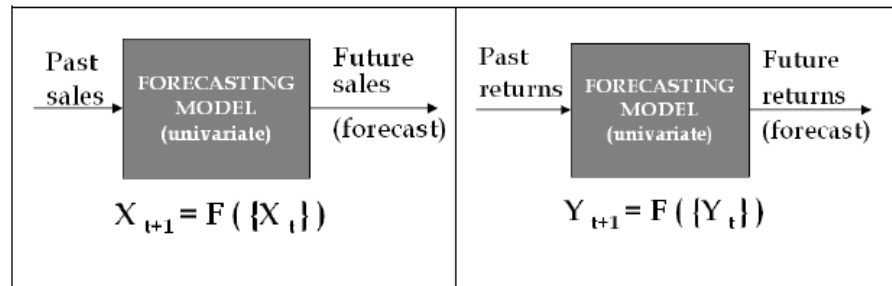 Past
sales
FORECASTING
MODEL
(univariate)
Future
sales
(forecast)
X t+1 = F ( {X t} )
Past
returns
FORECASTING
MODEL
(univariate)
Future
returns
(forecast)
Y t+1 = F ( {Y t} )